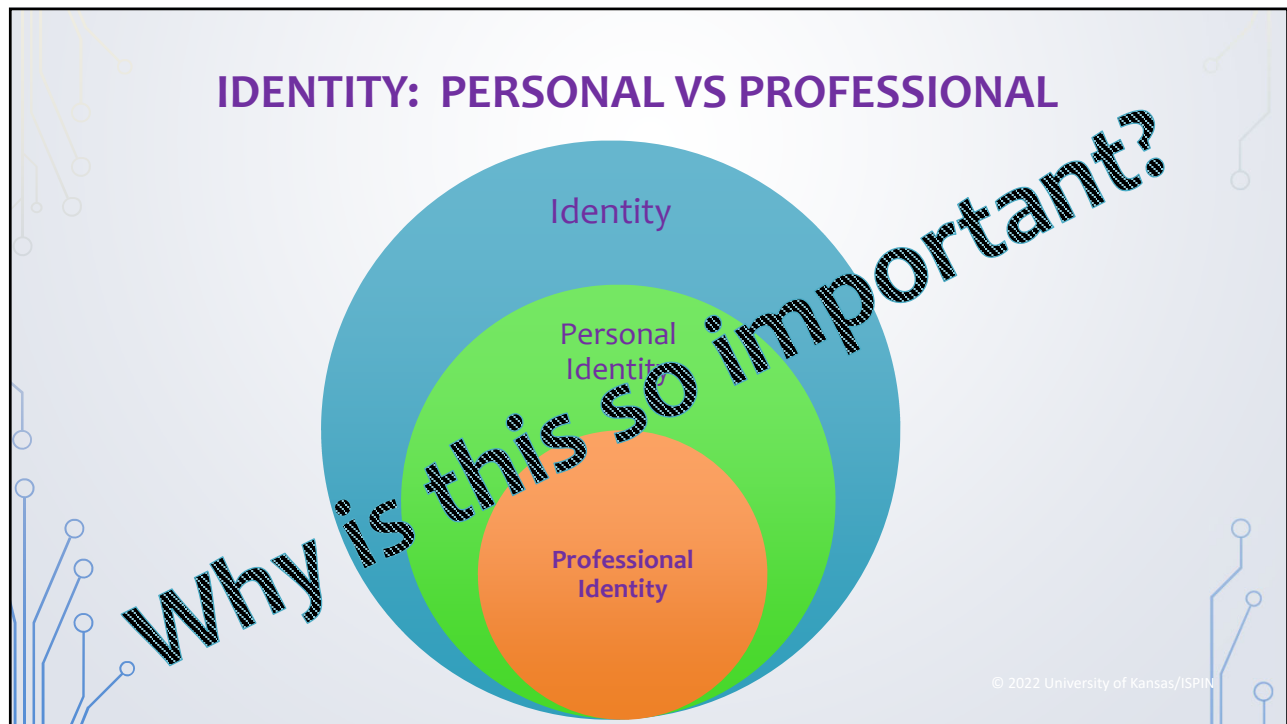 IDENTITY: PERSONAL VS PROFESSIONAL
Identity
Personal
Identity
Why is this so important?
Professional
Identity
© 2022 University of Kansas/ISPIN